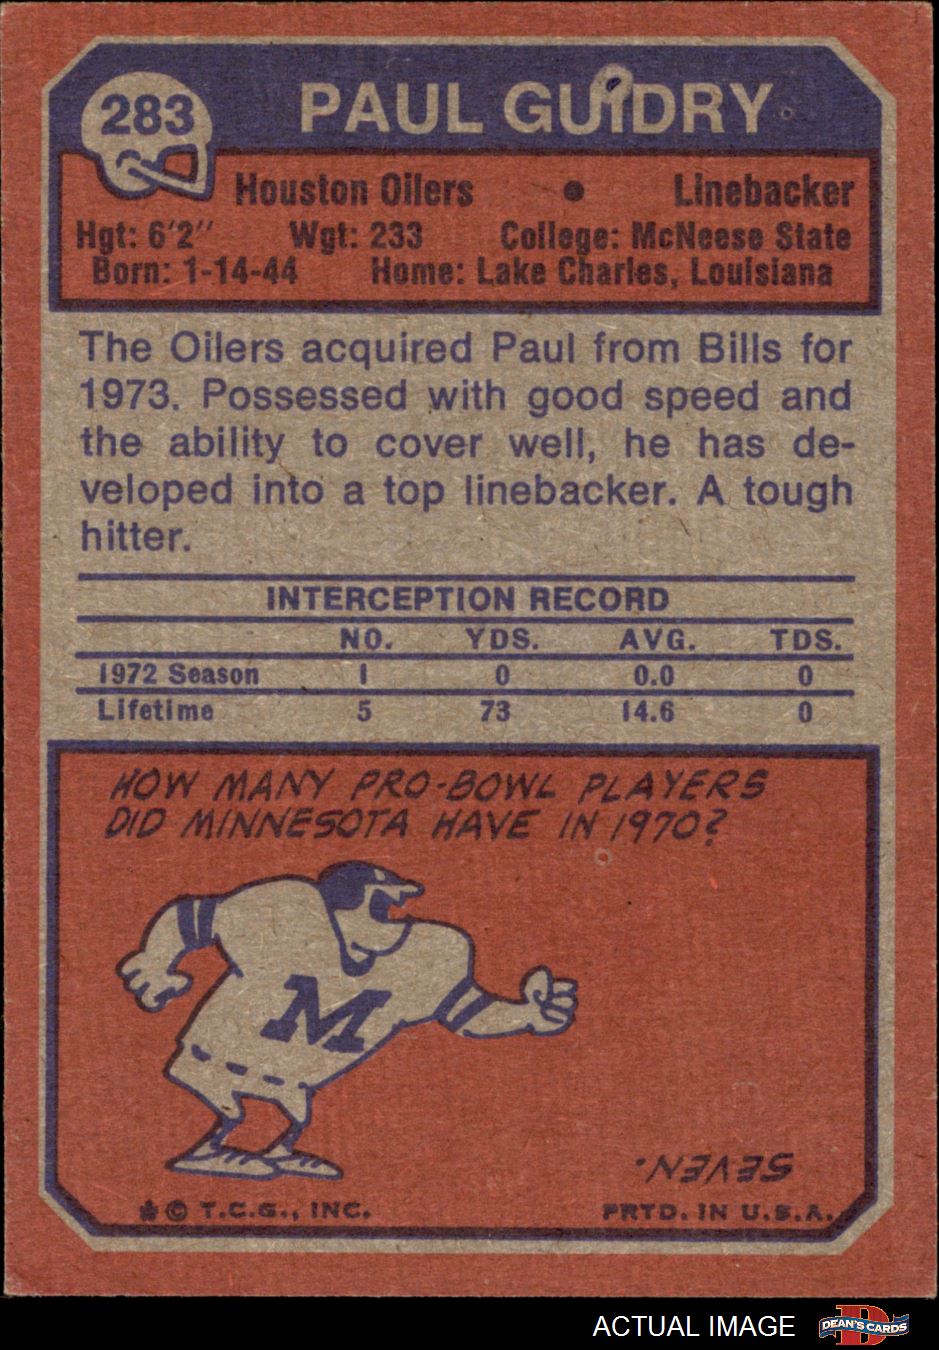 283
PAUL GUIDRY
Houston Oilers • Linebacker
Hgt: 6'2" Wgt: 233 College: McNeese State
Born: 1-14-44 Home: Lake Charles, Louisiana
The Oilers acquired Paul from Bills for
1973. Possessed with good speed and
the ability to cover well, he has de-
veloped into a top linebacker. A tough
hitter.
INTERCEPTION RECORD
NO. YDS. AVG. TDS.
1972 Season 1 0 0.0 0
Lifetime 5 73 14.6 0
HOW MANY PRO-BOWL PLAYERS
DID MINNESOTA HAVE IN 1970?
M
SEVEN.
© T.C.G., INC. PRTD. IN U.S.A.
ACTUAL IMAGE
D
DEAN'S CARDS